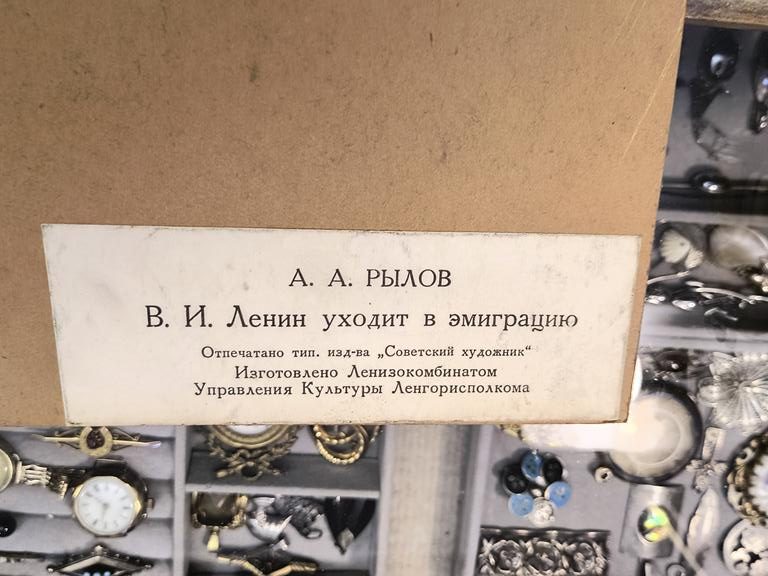 А. А. РЫЛОВ
В. И. Ленин уходит в эмиграцию
Отпечатано тип. изд-ва „Советский художник“
Изготовлено Ленизокомбинатом
Управления Культуры Ленгорисполкома